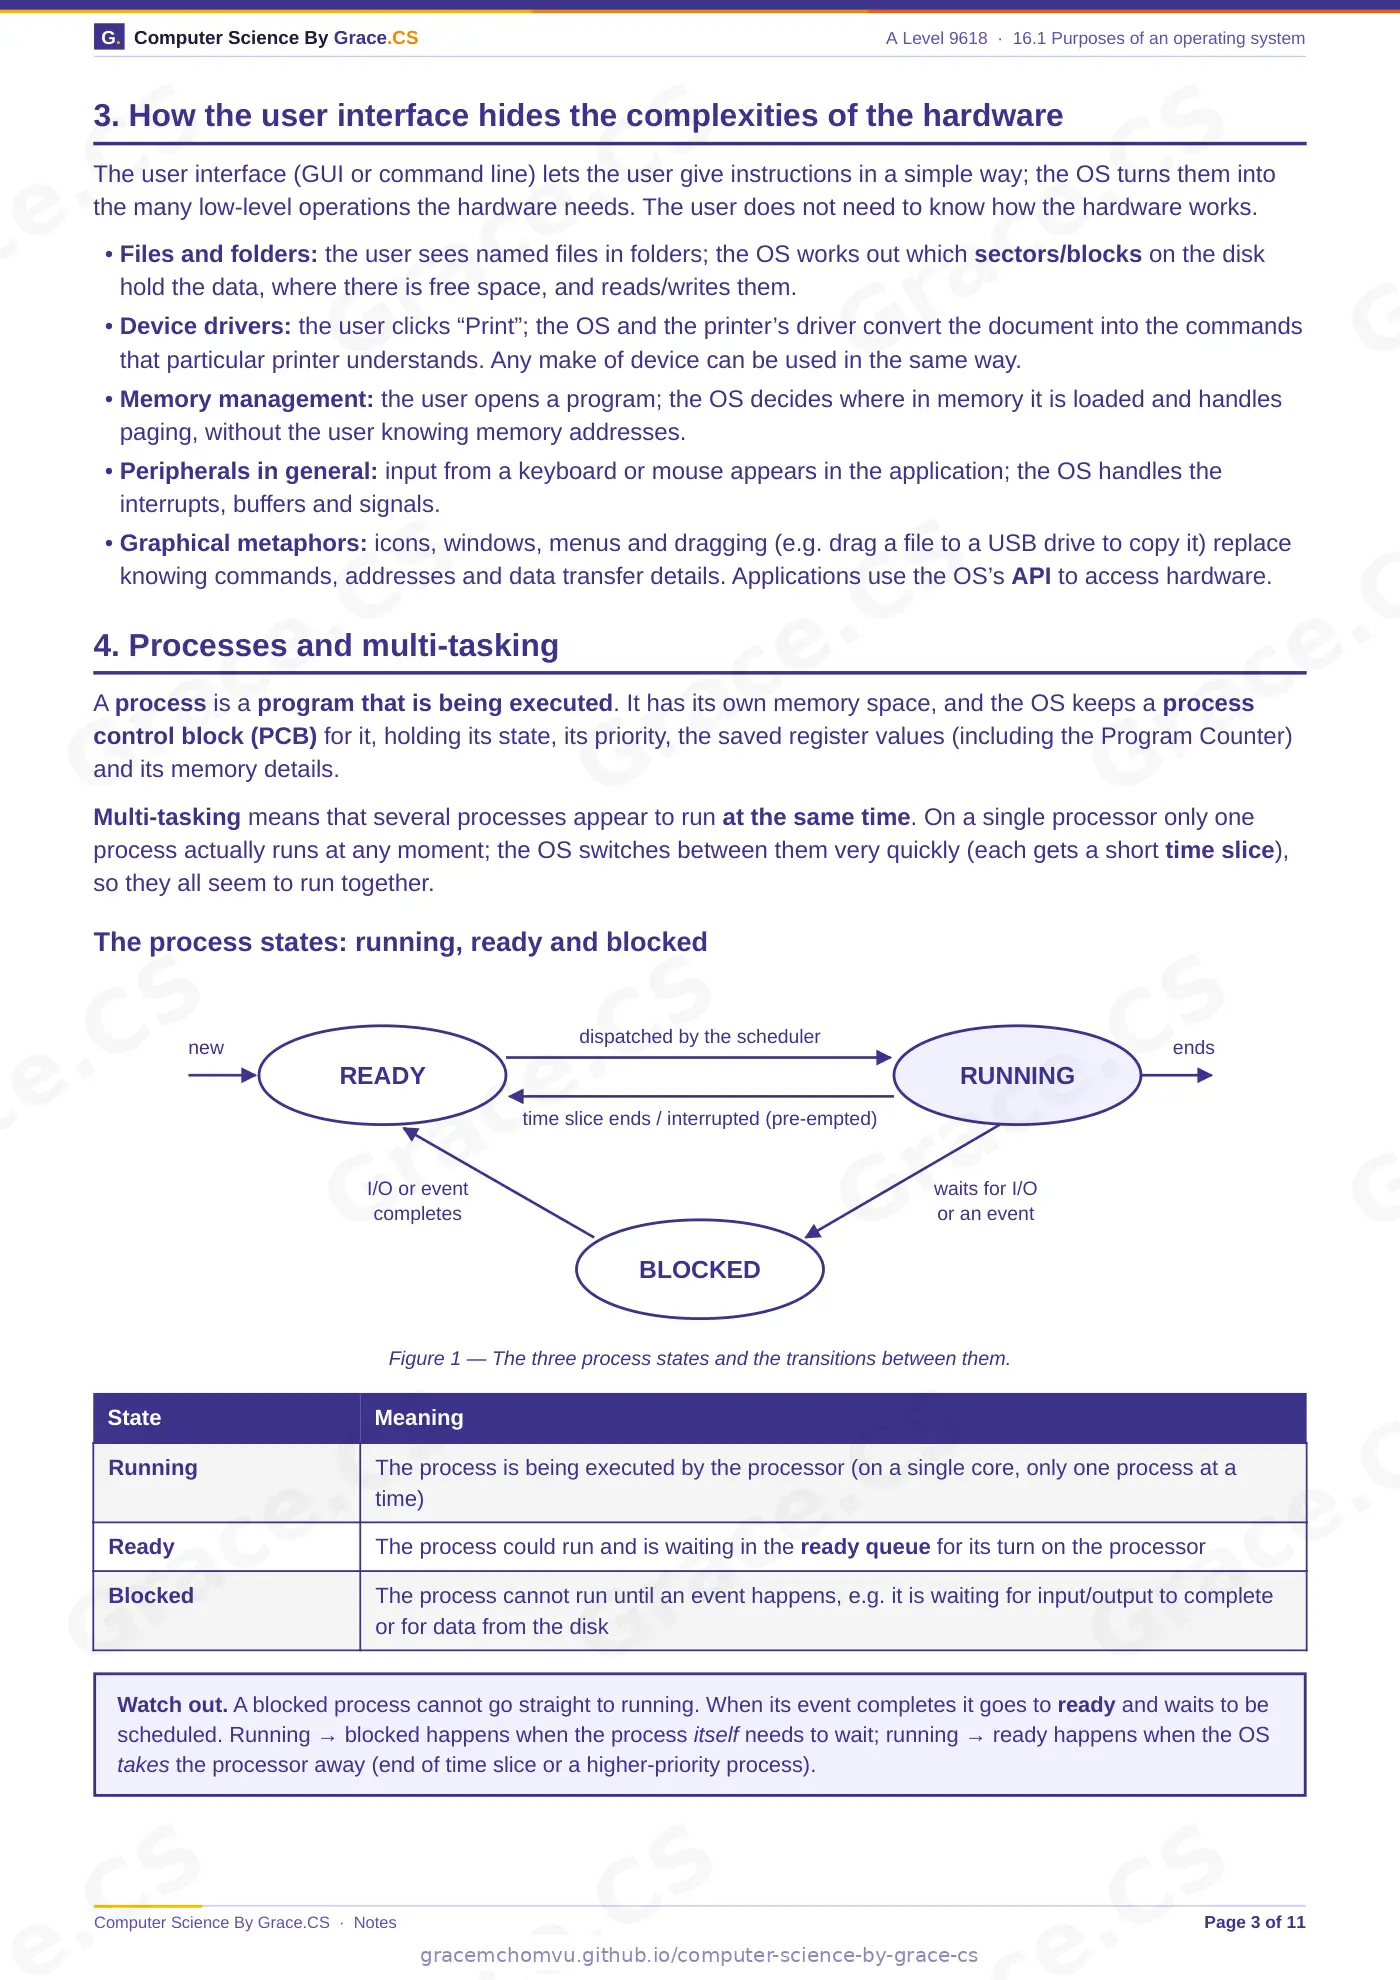 G. Computer Science By Grace.CS
A Level 9618 · 16.1 Purposes of an operating system
3. How the user interface hides the complexities of the hardware
The user interface (GUI or command line) lets the user give instructions in a simple way; the OS turns them into
the many low-level operations the hardware needs. The user does not need to know how the hardware works.
• Files and folders: the user sees named files in folders; the OS works out which sectors/blocks on the disk
hold the data, where there is free space, and reads/writes them.
• Device drivers: the user clicks “Print”; the OS and the printer’s driver convert the document into the commands
that particular printer understands. Any make of device can be used in the same way.
• Memory management: the user opens a program; the OS decides where in memory it is loaded and handles
paging, without the user knowing memory addresses.
• Peripherals in general: input from a keyboard or mouse appears in the application; the OS handles the
interrupts, buffers and signals.
• Graphical metaphors: icons, windows, menus and dragging (e.g. drag a file to a USB drive to copy it) replace
knowing commands, addresses and data transfer details. Applications use the OS’s API to access hardware.
4. Processes and multi-tasking
A process is a program that is being executed. It has its own memory space, and the OS keeps a process
control block (PCB) for it, holding its state, its priority, the saved register values (including the Program Counter)
and its memory details.
Multi-tasking means that several processes appear to run at the same time. On a single processor only one
process actually runs at any moment; the OS switches between them very quickly (each gets a short time slice),
so they all seem to run together.
The process states: running, ready and blocked
new
READY
dispatched by the scheduler
time slice ends / interrupted (pre-empted)
RUNNING
ends
I/O or event
completes
waits for I/O
or an event
BLOCKED
Figure 1 — The three process states and the transitions between them.
State Meaning
Running The process is being executed by the processor (on a single core, only one process at a
time)
Ready The process could run and is waiting in the ready queue for its turn on the processor
Blocked The process cannot run until an event happens, e.g. it is waiting for input/output to complete
or for data from the disk
Watch out. A blocked process cannot go straight to running. When its event completes it goes to ready and waits to be
scheduled. Running → blocked happens when the process itself needs to wait; running → ready happens when the OS
takes the processor away (end of time slice or a higher-priority process).
Computer Science By Grace.CS · Notes
Page 3 of 11
gracemchomvu.github.io/computer-science-by-grace-cs